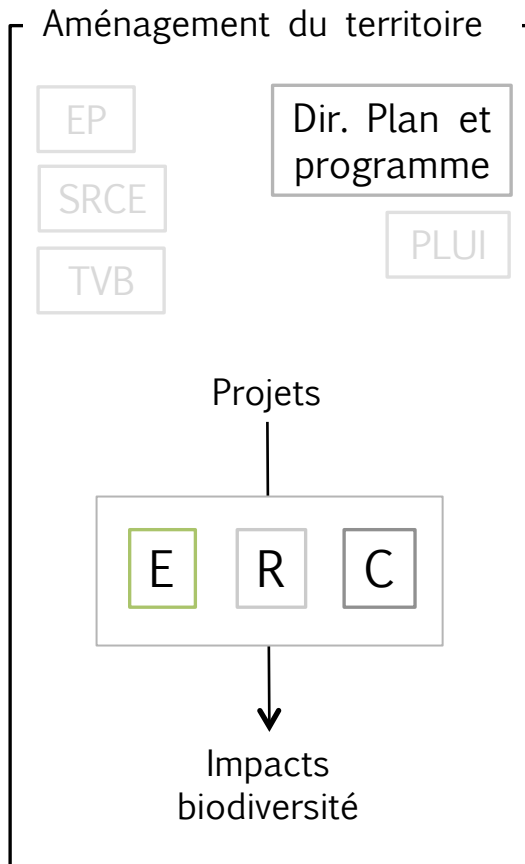 Aménagement du territoire
EP
Dir. Plan et
programme
SRCE
PLUI
TVB
Projets
E R C
Impacts
biodiversité